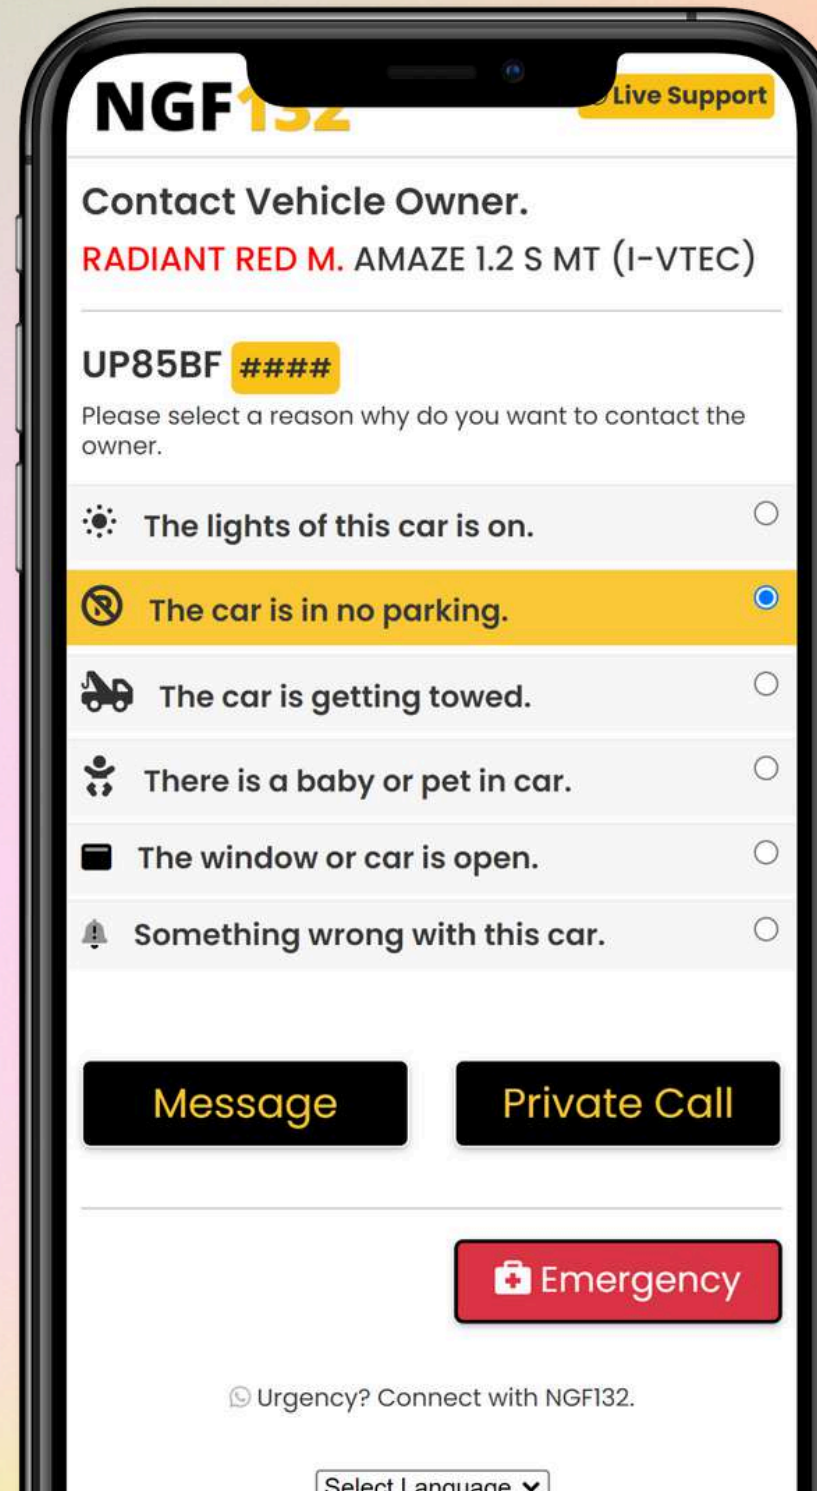 NGF132
Live Support
Contact Vehicle Owner.
RADIANT RED M. AMAZE 1.2 S MT (I-VTEC)
UP85BF ####
Please select a reason why do you want to contact the
owner.
The lights of this car is on.
The car is in no parking.
The car is getting towed.
There is a baby or pet in car.
The window or car is open.
Something wrong with this car.
Message
Private Call
Emergency
Urgency? Connect with NGF132.
Select Language